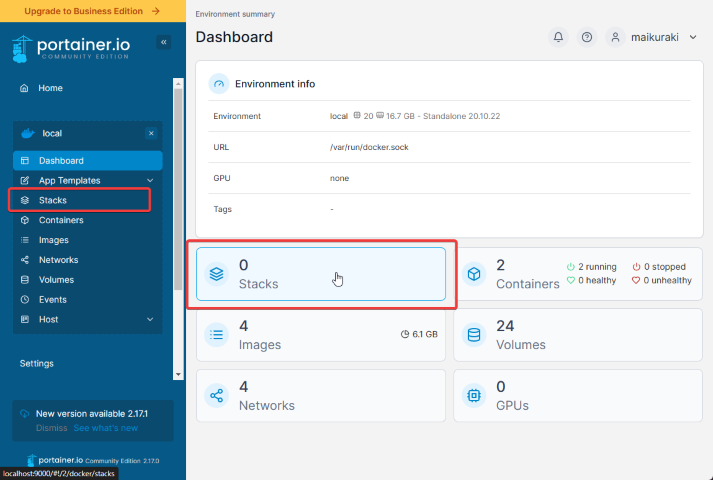 Upgrade to Business Edition →
portainer.io
COMMUNITY EDITION
«
Home
local
×
Dashboard
App Templates
Stacks
Containers
Images
Networks
Volumes
Events
Host
Settings
New version available 2.17.1
Dismiss See what's new
portainer.io Community Edition 2.17.0
localhost:9000/#!/2/docker/stacks
Environment summary
Dashboard
maikuraki
Environment info
Environment local 20 16.7 GB - Standalone 20.10.22
URL /var/run/docker.sock
GPU none
Tags -
0
Stacks
2
Containers
2 running 0 stopped
0 healthy 0 unhealthy
4
Images
6.1 GB
24
Volumes
4
Networks
0
GPUs